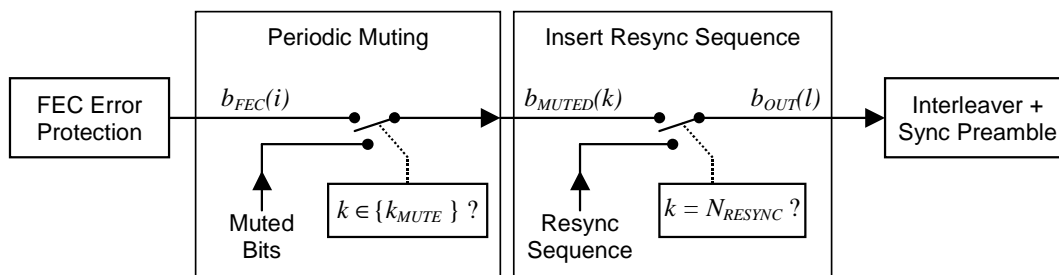 Periodic Muting
Insert Resync Sequence
FEC Error
Protection
b_FEC(i)
b_MUTED(k)
b_OUT(l)
Interleaver +
Sync Preamble
Muted
Bits
k ∈ {k_MUTE } ?
Resync
Sequence
k = N_RESYNC ?